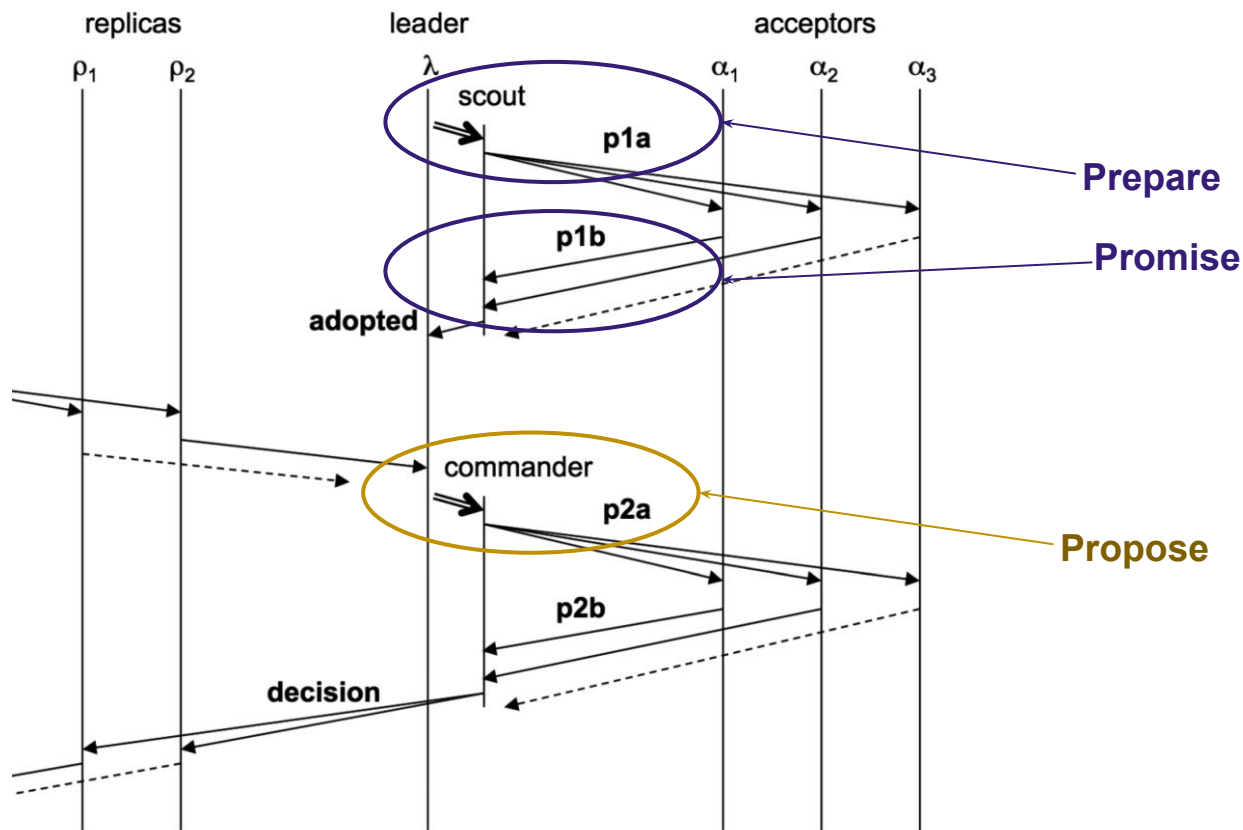 replicas leader acceptors
ρ1 ρ2 λ α1 α2 α3
scout
p1a
Prepare
p1b
Promise
adopted
commander
p2a
Propose
p2b
decision